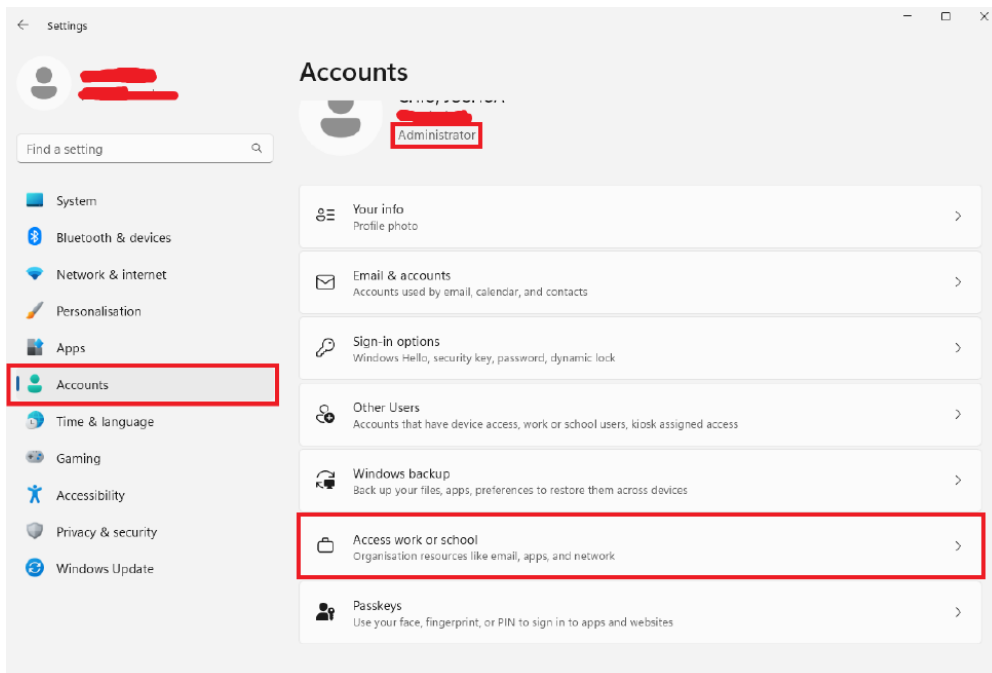 Settings
Accounts
Administrator
Find a setting
System
Bluetooth & devices
Network & internet
Personalisation
Apps
Accounts
Time & language
Gaming
Accessibility
Privacy & security
Windows Update
Your info
Profile photo
Email & accounts
Accounts used by email, calendar, and contacts
Sign-in options
Windows Hello, security key, password, dynamic lock
Other Users
Accounts that have device access, work or school users, kiosk assigned access
Windows backup
Back up your files, apps, preferences to restore them across devices
Access work or school
Organisation resources like email, apps, and network
Passkeys
Use your face, fingerprint, or PIN to sign in to apps and websites